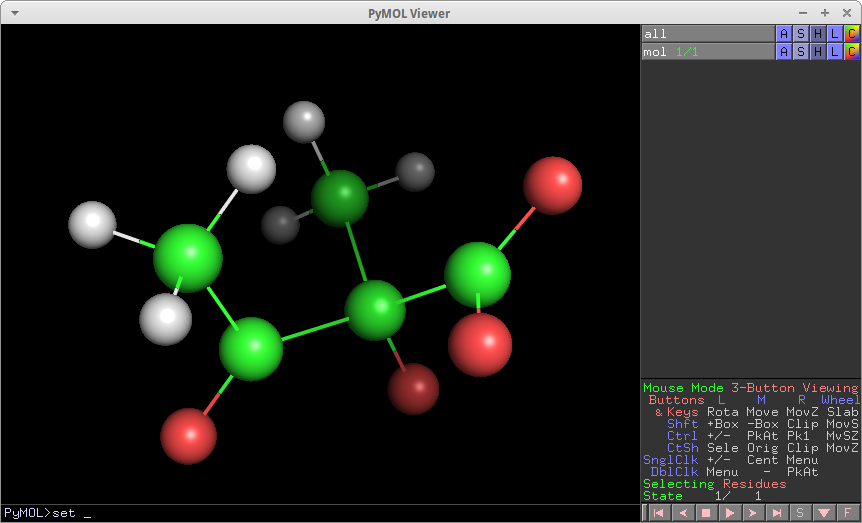 PyMOL Viewer
all A S H L C
mol 1/1 A S H L C
Mouse Mode 3-Button Viewing
Buttons L M R Wheel
& Keys Rota Move MovZ Slab
Shft +Box -Box Clip MovS
Ctrl +/- PkAt Pk1 MvSZ
CtSh Sele Orig Clip MovZ
SnglClk +/- Cent Menu
DblClk Menu - PkAt
Selecting Residues
State 1/ 1
PyMOL>set _
S F